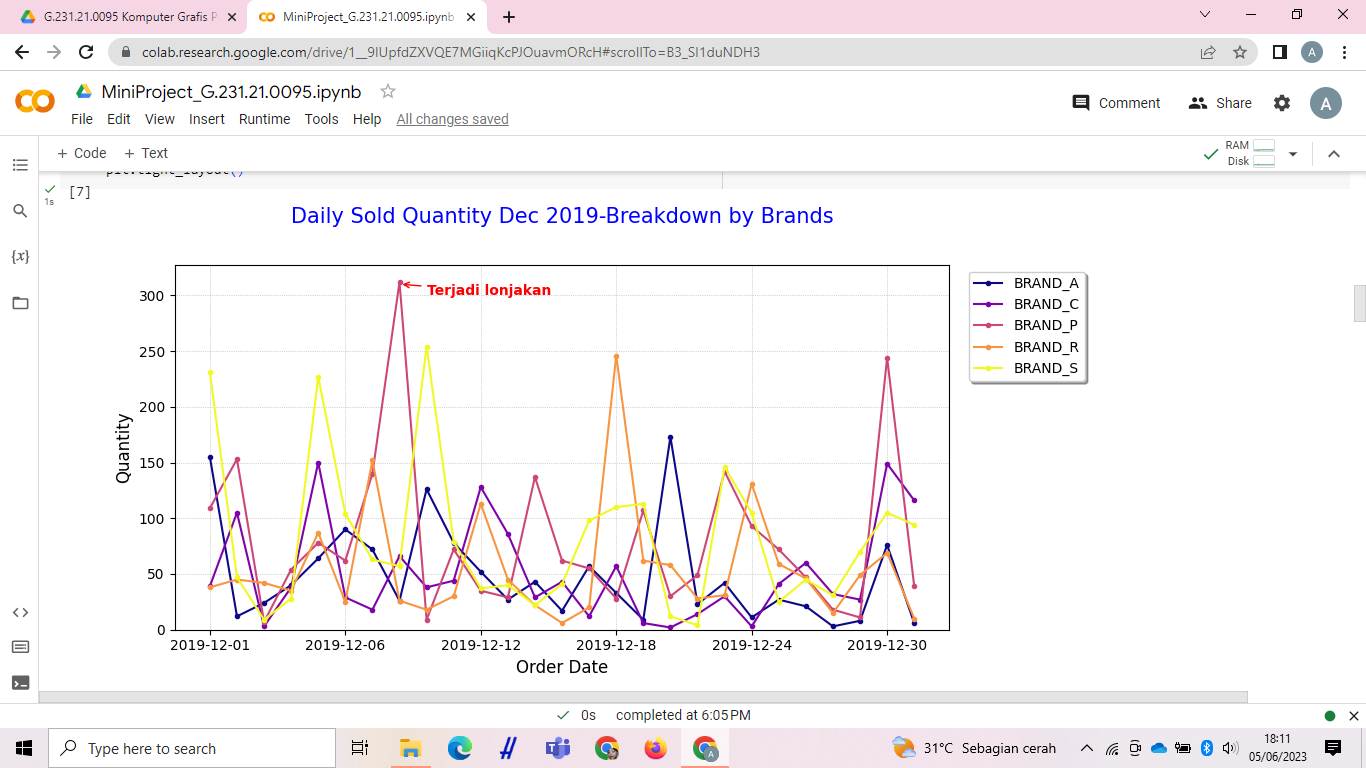 G.231.21.0095 Komputer Grafis P
MiniProject_G.231.21.0095.ipynb
colab.research.google.com/drive/1__9IUpfdZXVQE7MGiiqKcPJOuavmORcH#scrollTo=B3_SI1duNDH3
A
MiniProject_G.231.21.0095.ipynb
File Edit View Insert Runtime Tools Help All changes saved
Comment Share A
+ Code + Text
RAM
Disk
plt.tight_layout()
[7]
1s
{x}
Daily Sold Quantity Dec 2019-Breakdown by Brands
Terjadi lonjakan
BRAND_A
BRAND_C
BRAND_P
BRAND_R
BRAND_S
Quantity
300
250
200
150
100
50
0
2019-12-01 2019-12-06 2019-12-12 2019-12-18 2019-12-24 2019-12-30
Order Date
0s completed at 6:05 PM
Type here to search
A
31°C Sebagian cerah
18:11
05/06/2023